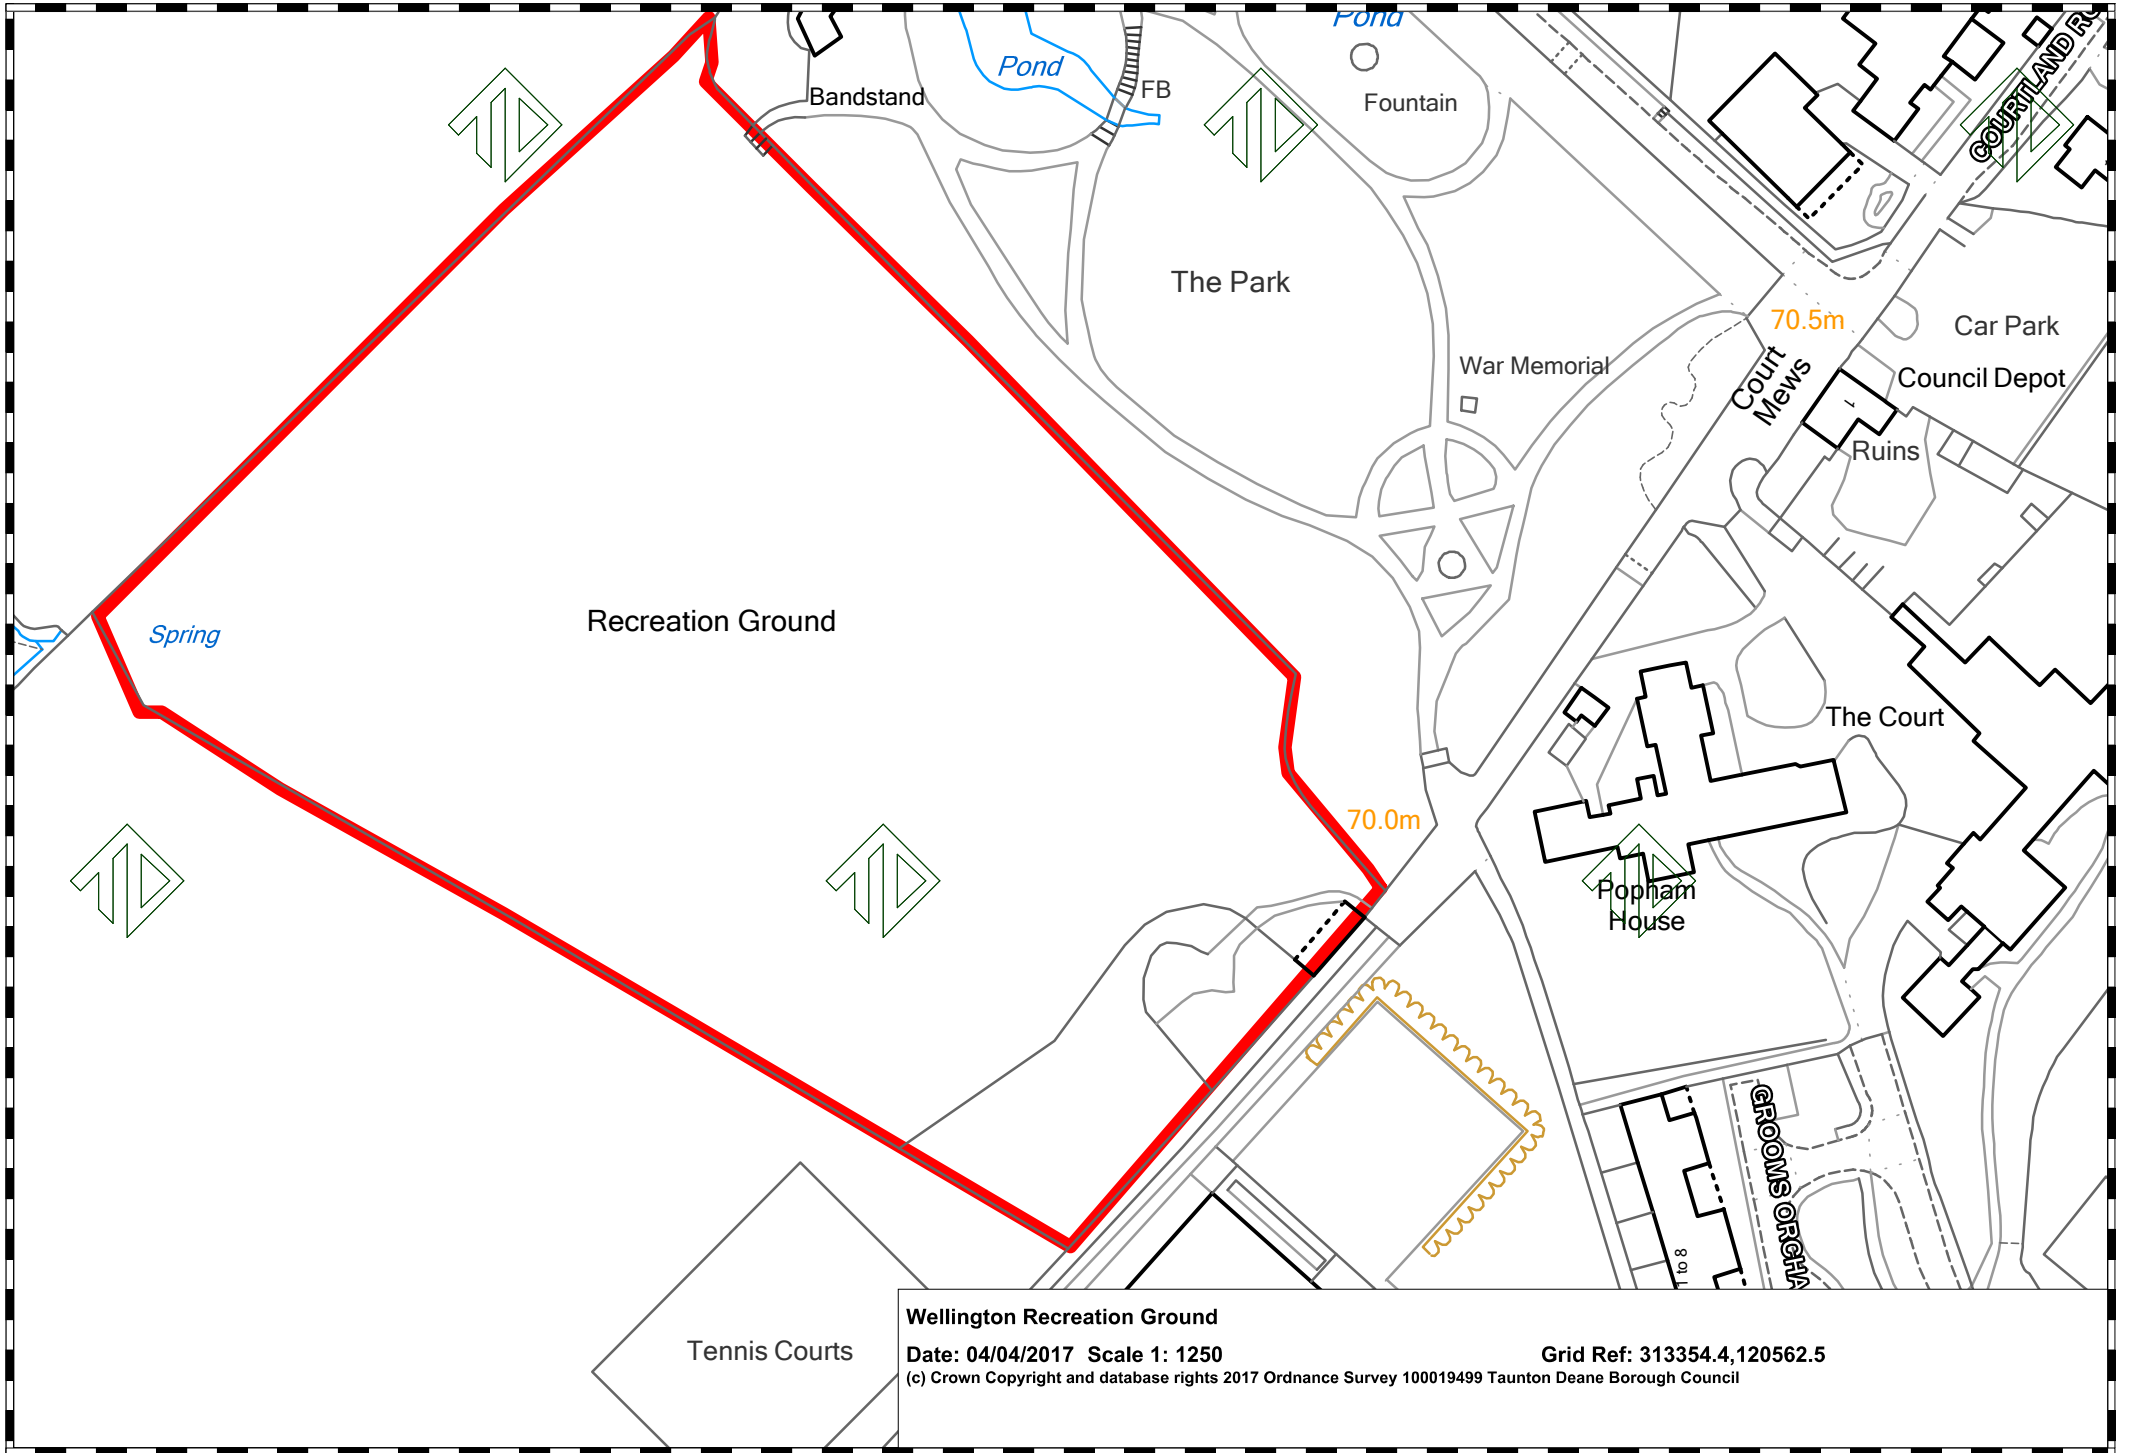 Pond
Pond
FB
Bandstand
Fountain
COURTLAND
The Park
70.5m
Car Park
War Memorial
Court
Mews
Council Depot
1
Ruins
Recreation Ground
Spring
The Court
70.0m
Popham
House
GROOMS ORCHA
1 to 8
Tennis Courts
Wellington Recreation Ground
Date: 04/04/2017 Scale 1: 1250
Grid Ref: 313354.4,120562.5
(c) Crown Copyright and database rights 2017 Ordnance Survey 100019499 Taunton Deane Borough Council